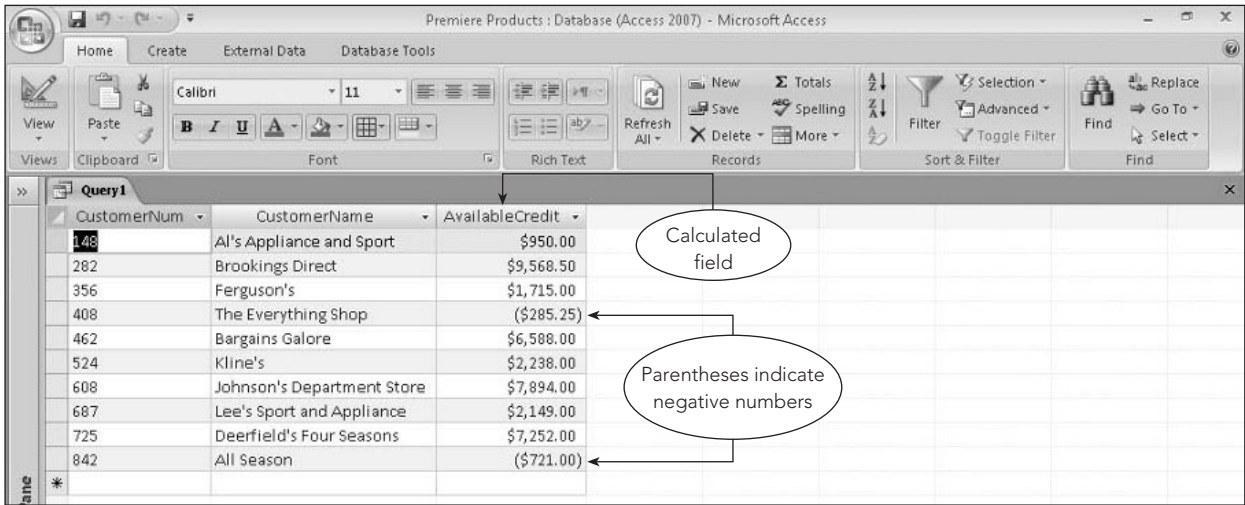 Premiere Products : Database (Access 2007) - Microsoft Access
Home Create External Data Database Tools
View
Views
Paste
Clipboard
Calibri 11
B I U A
Font
ab
Rich Text
Refresh All
New
Save
Delete
Σ Totals
Spelling
More
Records
Filter
Selection
Advanced
Toggle Filter
Sort & Filter
Find
Replace
Go To
Select
Find
Query1
CustomerNum CustomerName AvailableCredit
148 Al's Appliance and Sport $950.00
282 Brookings Direct $9,568.50
356 Ferguson's $1,715.00
408 The Everything Shop ($285.25)
462 Bargains Galore $6,588.00
524 Kline's $2,238.00
608 Johnson's Department Store $7,894.00
687 Lee's Sport and Appliance $2,149.00
725 Deerfield's Four Seasons $7,252.00
842 All Season ($721.00)
Calculated
field
Parentheses indicate
negative numbers